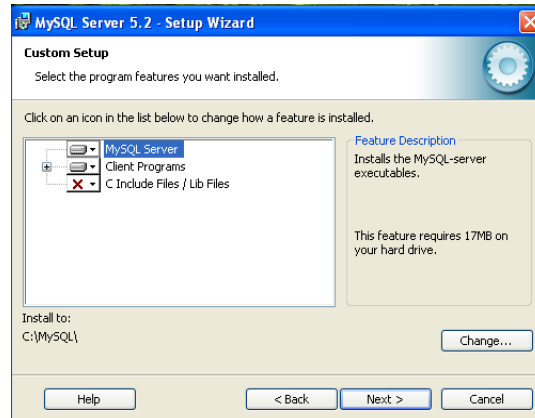 MySQL Server 5.2 - Setup Wizard
Custom Setup
Select the program features you want installed.
Click on an icon in the list below to change how a feature is installed.
MySQL Server
Client Programs
C Include Files / Lib Files
Feature Description
Installs the MySQL-server
executables.
This feature requires 17MB on
your hard drive.
Install to:
C:\MySQL\
Change...
Help
< Back
Next >
Cancel